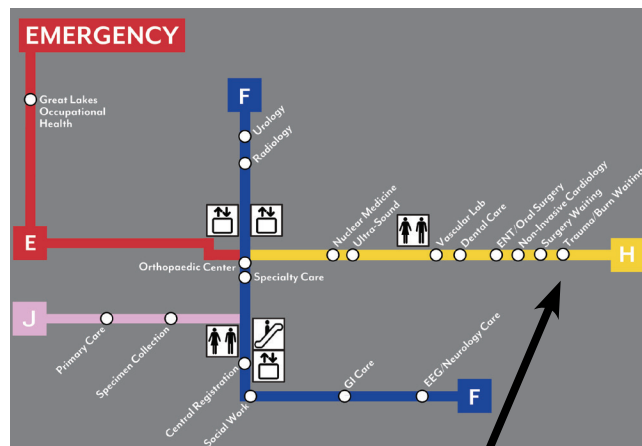 EMERGENCY
Great Lakes
Occupational
Health
F
Urology
Radiology
E
Orthopaedic Center
Specialty Care
Nuclear Medicine
Ultra-Sound
Vascular Lab
Dental Care
ENT/Oral Surgery
Non-Invasive Cardiology
Surgery Waiting
Trauma/Burn Waiting
H
J
Primary Care
Specimen Collection
Central Registration
Social Work
GI Care
EEG/Neurology Care
F